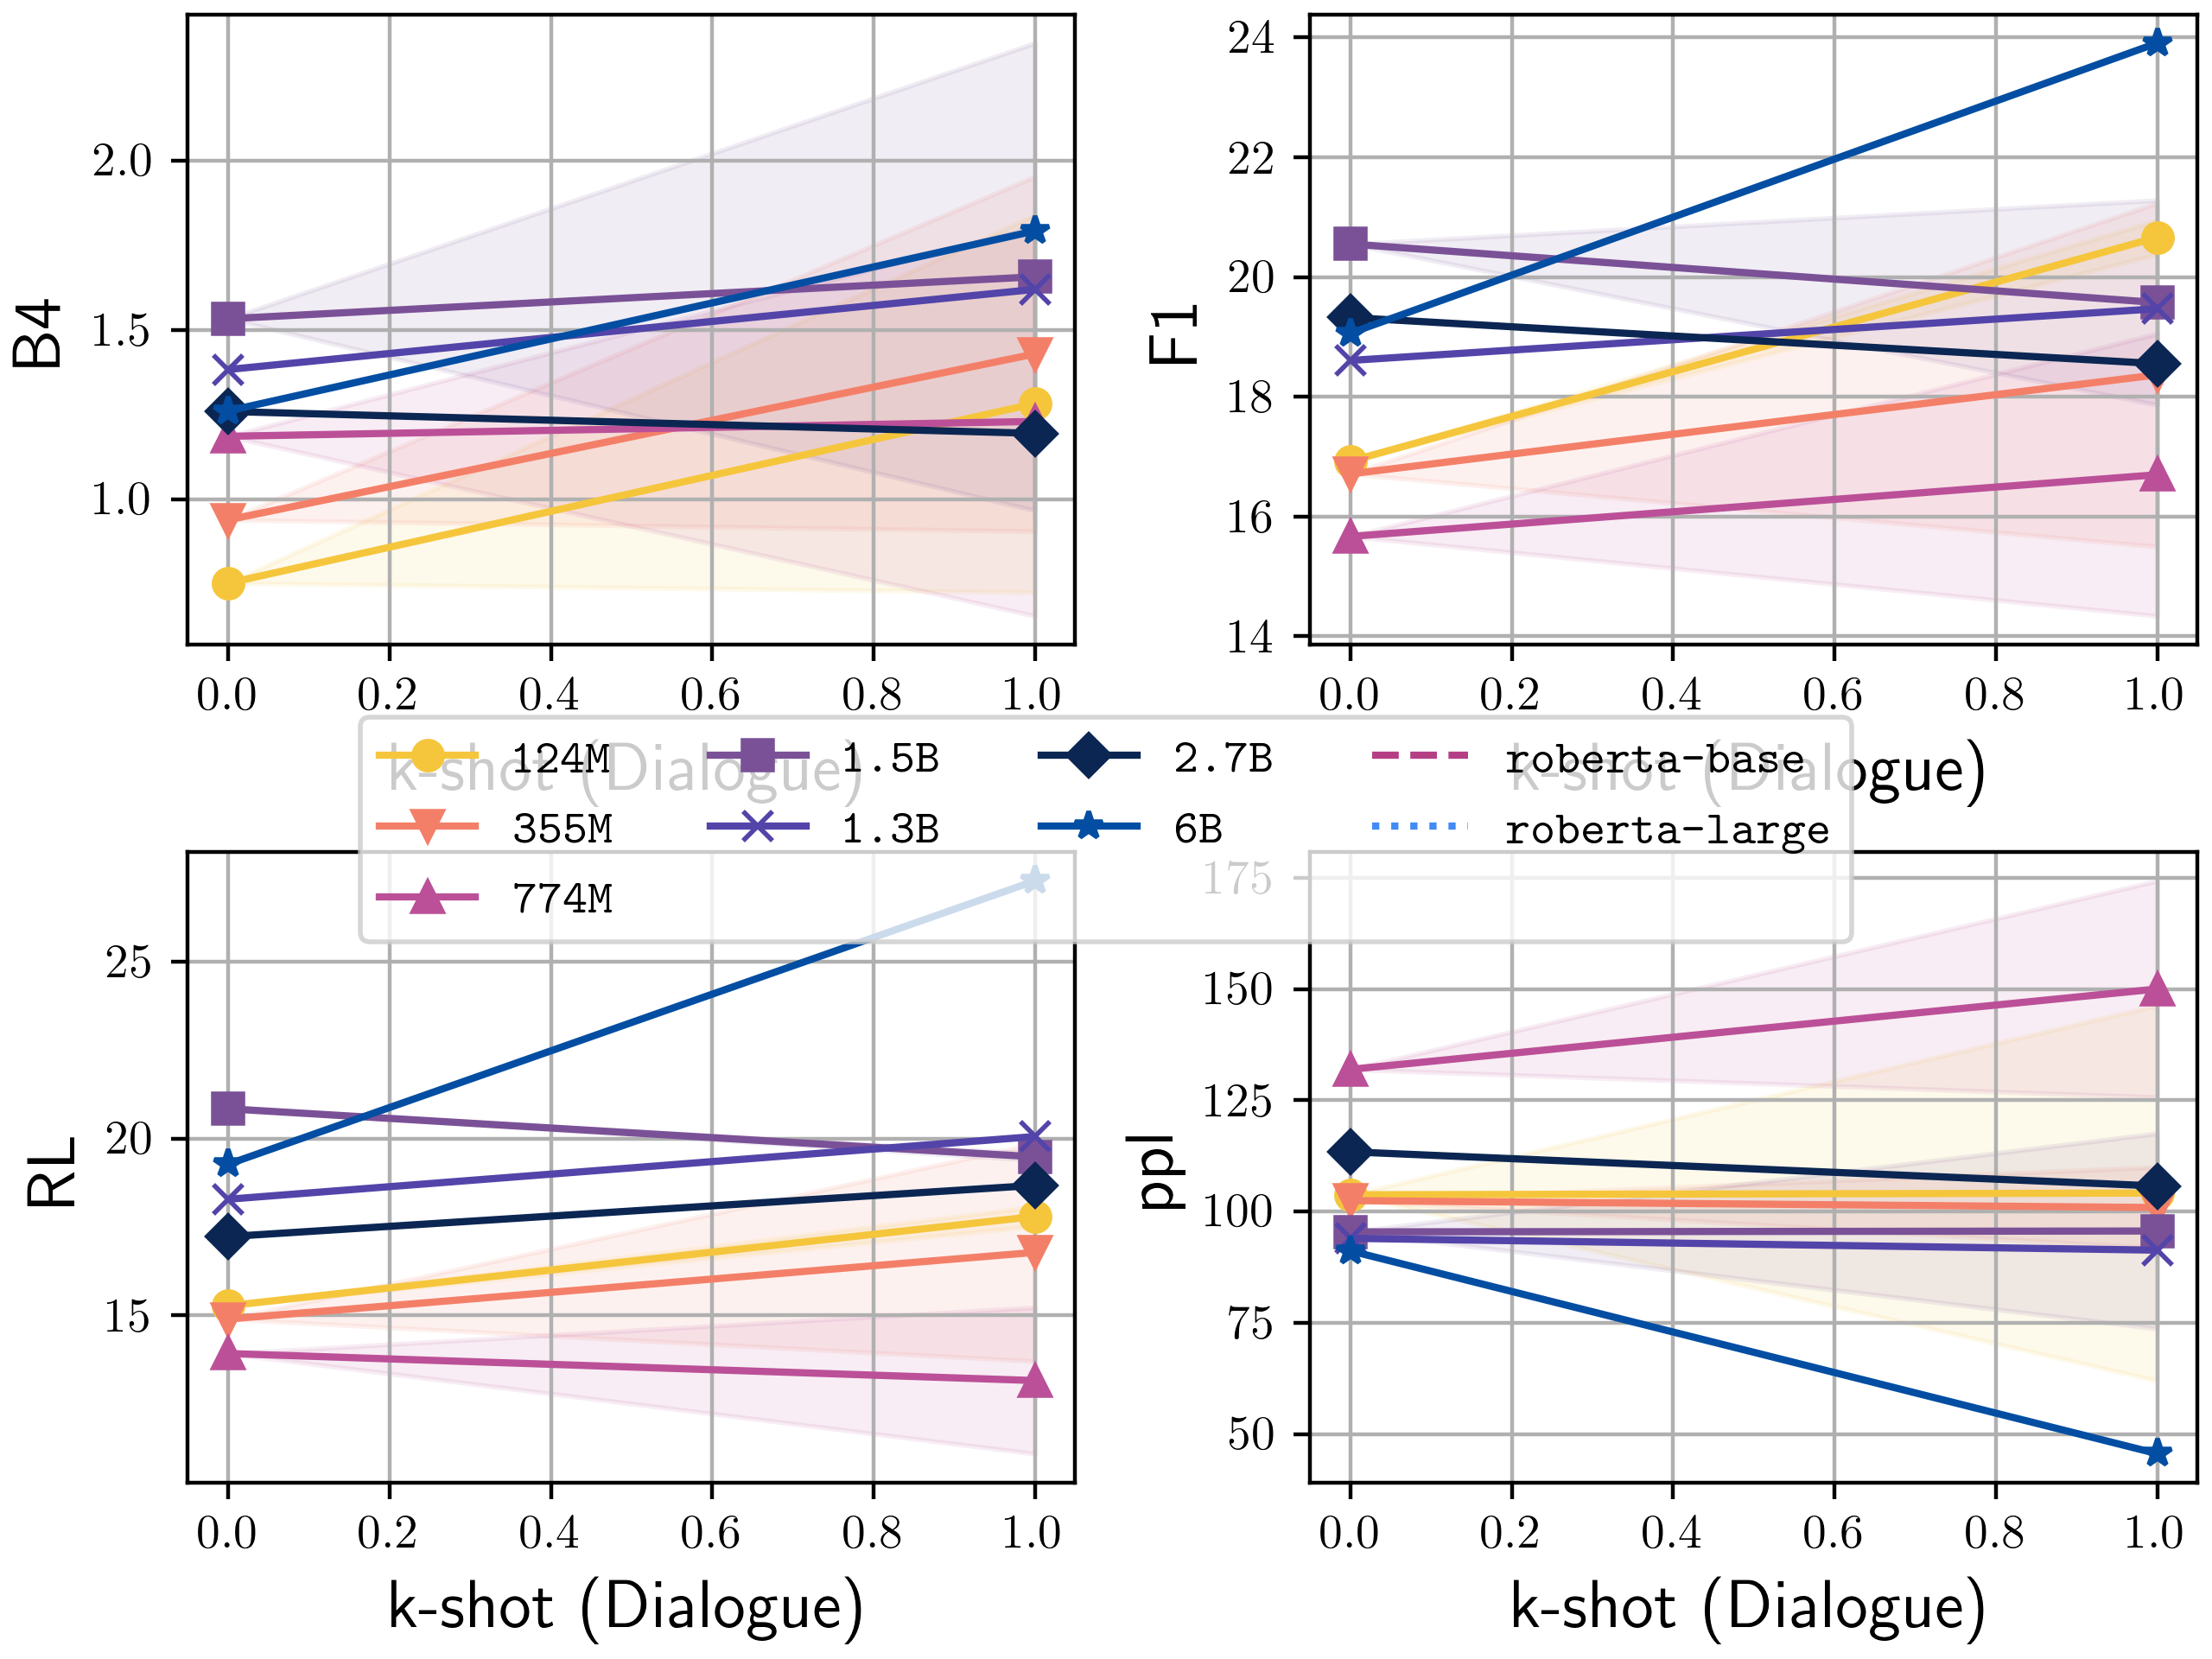 B4
2.0
1.5
1.0
0.0 0.2 0.4 0.6 0.8 1.0
k-shot (Dialogue)
F1
24
22
20
18
16
14
0.0 0.2 0.4 0.6 0.8 1.0
k-shot (Dialogue)
124M 1.5B 2.7B roberta-base
355M 1.3B 6B roberta-large
774M
RL
25
20
15
0.0 0.2 0.4 0.6 0.8 1.0
k-shot (Dialogue)
ppl
175
150
125
100
75
50
0.0 0.2 0.4 0.6 0.8 1.0
k-shot (Dialogue)